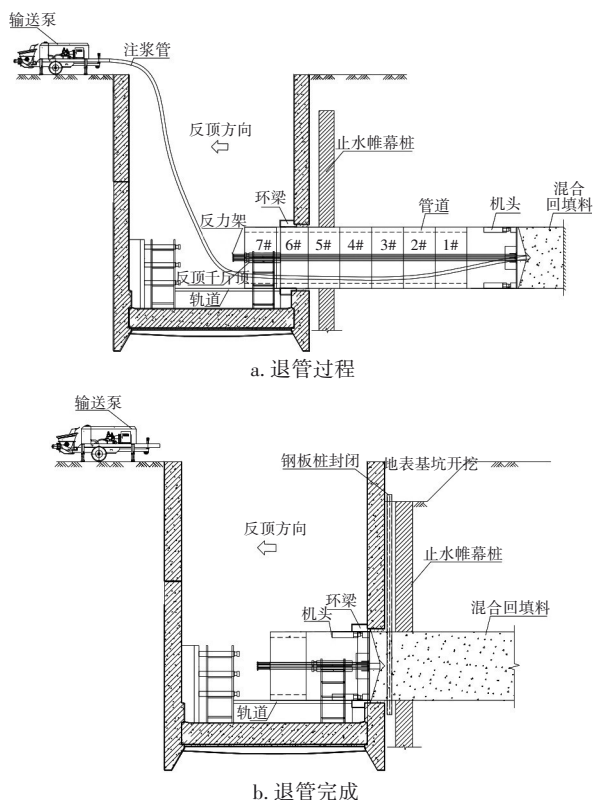 输送泵
注浆管
反顶方向
止水帷幕桩
环梁
管道
机头
混合
回填料
反力架
7# 6# 5# 4# 3# 2# 1#
反顶千斤顶
轨道
a. 退管过程
输送泵
钢板桩封闭
地表基坑开挖
反顶方向
止水帷幕桩
环梁
机头
混合回填料
轨道
b. 退管完成